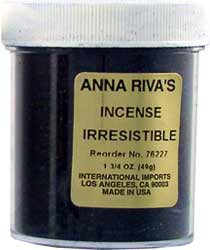 ANNA RIVA'S
INCENSE
IRRESISTIBLE
Reorder No. 76227
1 3/4 OZ. (49g)
INTERNATIONAL IMPORTS
LOS ANGELES, CA 90003
MADE IN USA